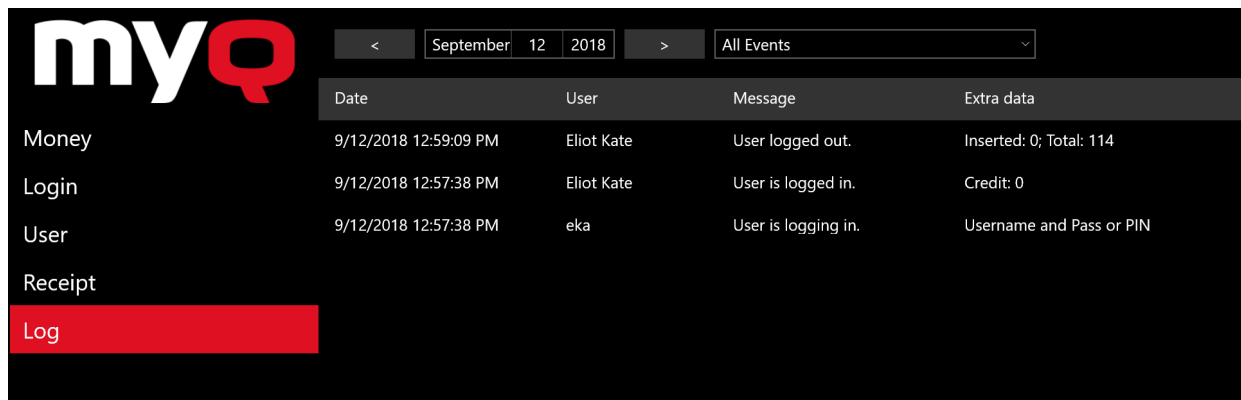 myQ
< September 12 2018 > All Events
Date User Message Extra data
Money
9/12/2018 12:59:09 PM Eliot Kate User logged out. Inserted: 0; Total: 114
Login
9/12/2018 12:57:38 PM Eliot Kate User is logged in. Credit: 0
User
9/12/2018 12:57:38 PM eka User is logging in. Username and Pass or PIN
Receipt
Log